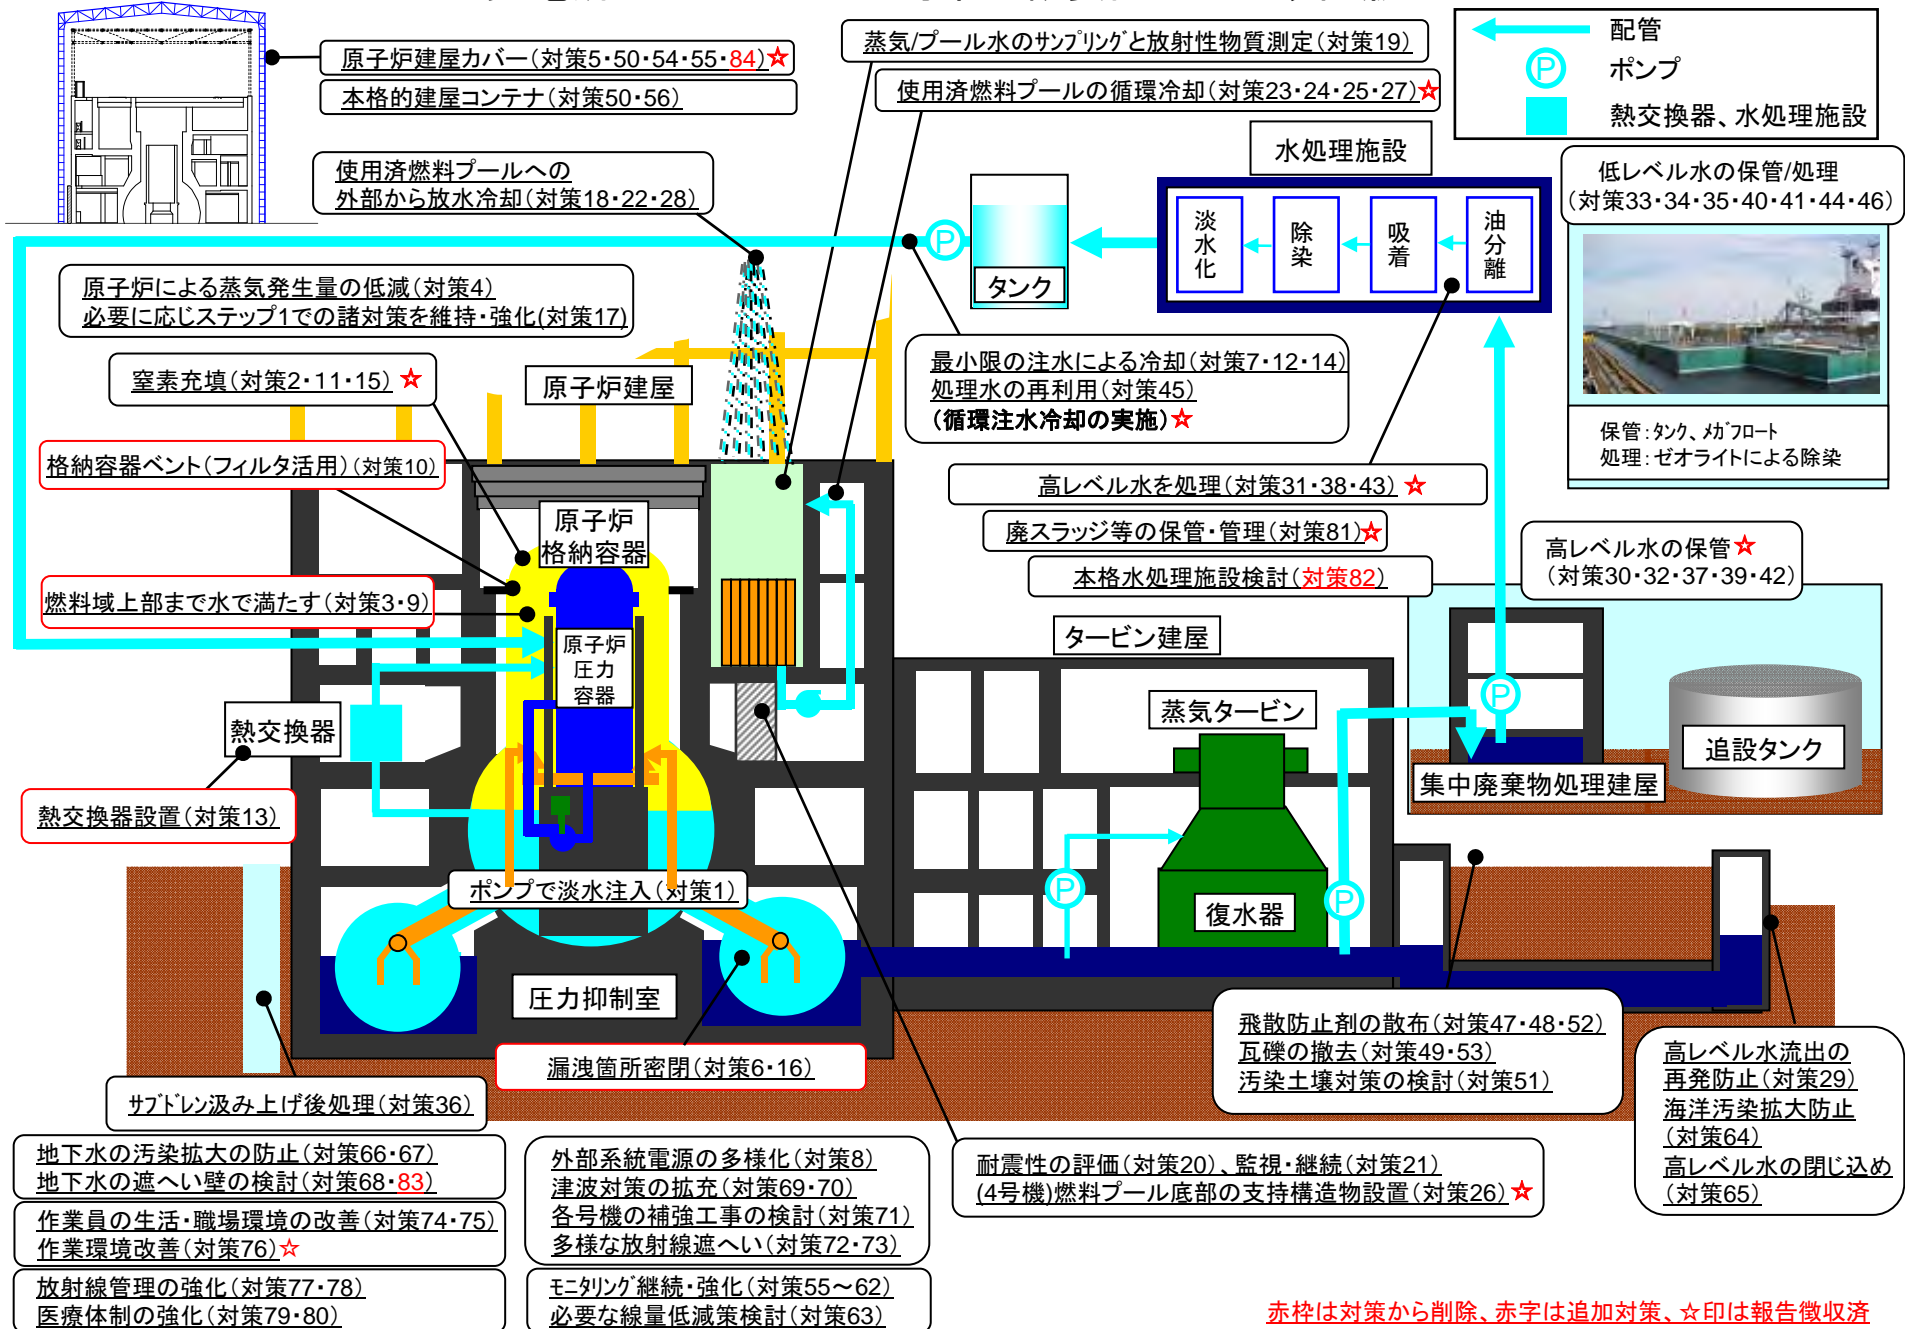 配管
ポンプ
熱交換器、水処理施設
原子炉建屋カバー(対策5・50・54・55・84)☆
本格的建屋コンテナ(対策50・56)
蒸気/プール水のサンプリングと放射性物質測定(対策19)
使用済燃料プールの循環冷却(対策23・24・25・27)☆
使用済燃料プールへの
外部から放水冷却(対策18・22・28)
水処理施設
淡水化
除染
吸着
油分離
P
タンク
低レベル水の保管/処理
(対策33・34・35・40・41・44・46)
保管:タンク、メガフロート
処理:ゼオライトによる除染
原子炉による蒸気発生量の低減(対策4)
必要に応じステップ1での諸対策を維持・強化(対策17)
窒素充填(対策2・11・15)☆
原子炉建屋
最小限の注水による冷却(対策7・12・14)
処理水の再利用(対策45)
(循環注水冷却の実施)☆
格納容器ベント(フィルタ活用)(対策10)
高レベル水を処理(対策31・38・43)☆
廃スラッジ等の保管・管理(対策81)☆
本格水処理施設検討(対策82)
高レベル水の保管☆
(対策30・32・37・39・42)
原子炉
格納容器
燃料域上部まで水で満たす(対策3・9)
原子炉
圧力
容器
タービン建屋
蒸気タービン
熱交換器
P
追設タンク
集中廃棄物処理建屋
熱交換器設置(対策13)
ポンプで淡水注入(対策1)
P
P
復水器
圧力抑制室
漏洩箇所密閉(対策6・16)
飛散防止剤の散布(対策47・48・52)
瓦礫の撤去(対策49・53)
汚染土壌対策の検討(対策51)
高レベル水流出の
再発防止(対策29)
海洋汚染拡大防止
(対策64)
高レベル水の閉じ込め
(対策65)
サブドレン汲み上げ後処理(対策36)
地下水の汚染拡大の防止(対策66・67)
地下水の遮へい壁の検討(対策68・83)
作業員の生活・職場環境の改善(対策74・75)
作業環境改善(対策76)☆
放射線管理の強化(対策77・78)
医療体制の強化(対策79・80)
外部系統電源の多様化(対策8)
津波対策の拡充(対策69・70)
各号機の補強工事の検討(対策71)
多様な放射線遮へい(対策72・73)
モニタリング継続・強化(対策55～62)
必要な線量低減策検討(対策63)
耐震性の評価(対策20)、監視・継続(対策21)
(4号機)燃料プール底部の支持構造物設置(対策26)☆
赤枠は対策から削除、赤字は追加対策、☆印は報告徴収済